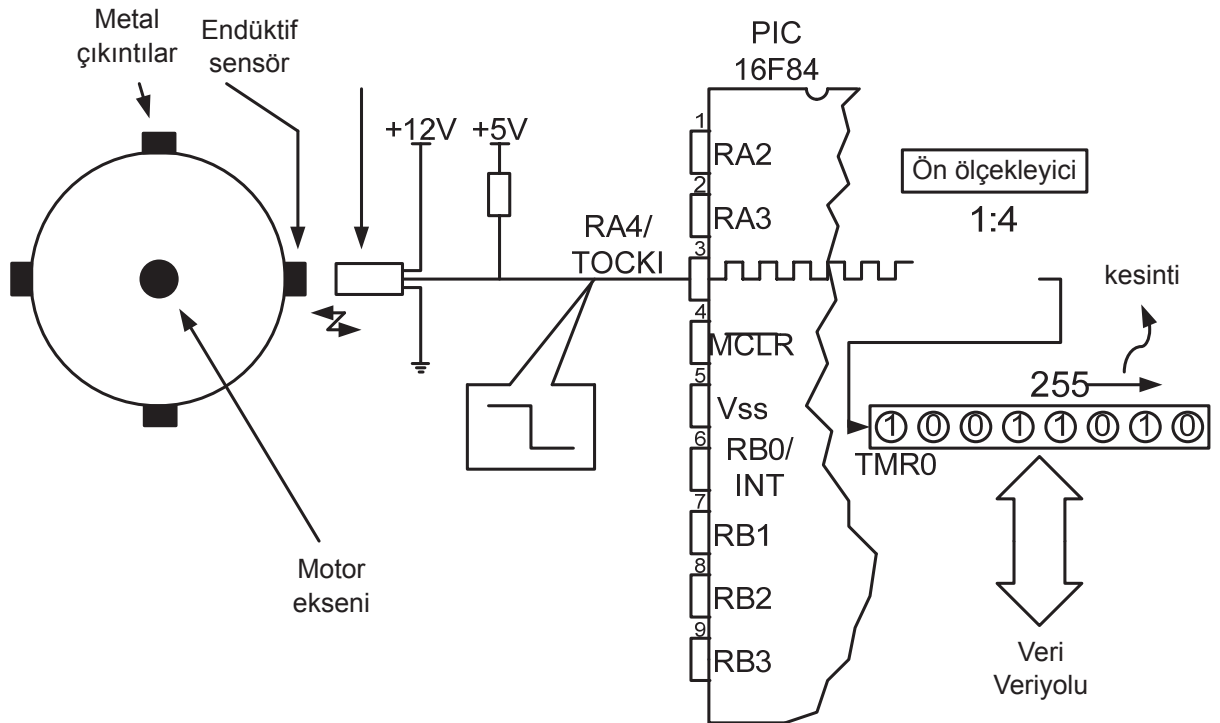 Metal
çıkıntılar
Endüktif
sensör
+12V
+5V
PIC
16F84
1
RA2
2
RA3
RA4/
TOCKI
3
4
MCLR
5
Vss
6
RB0/
INT
7
RB1
8
RB2
9
RB3
Ön ölçekleyici
1:4
kesinti
255
1 0 0 1 1 0 1 0
TMR0
Motor
ekseni
Veri
Veriyolu